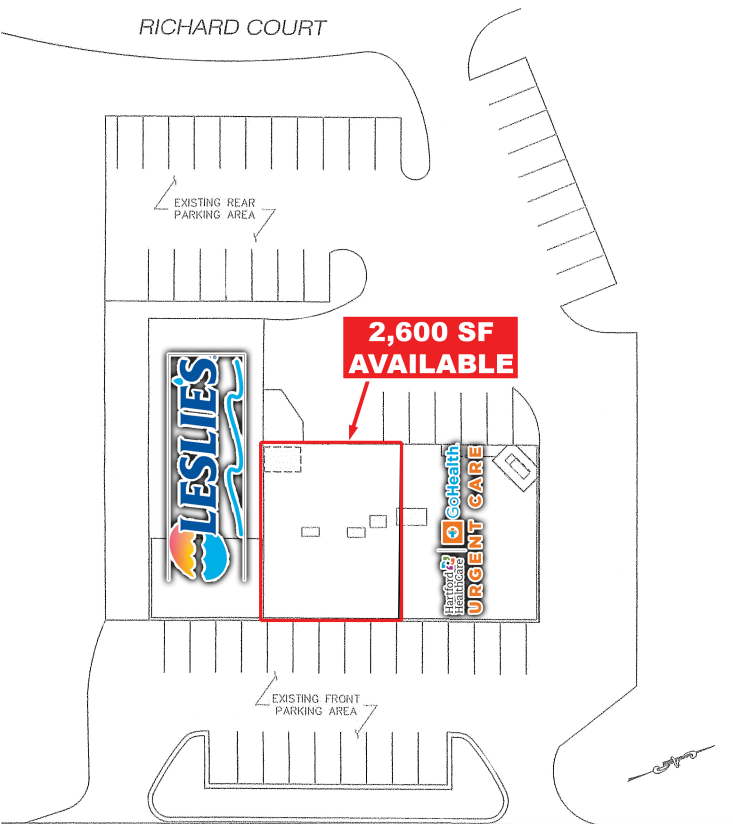 RICHARD COURT
EXISTING REAR
PARKING AREA
2,600 SF
AVAILABLE
LESLIE'S
Hartford
Healthcare
GoHealth
URGENT CARE
EXISTING FRONT
PARKING AREA